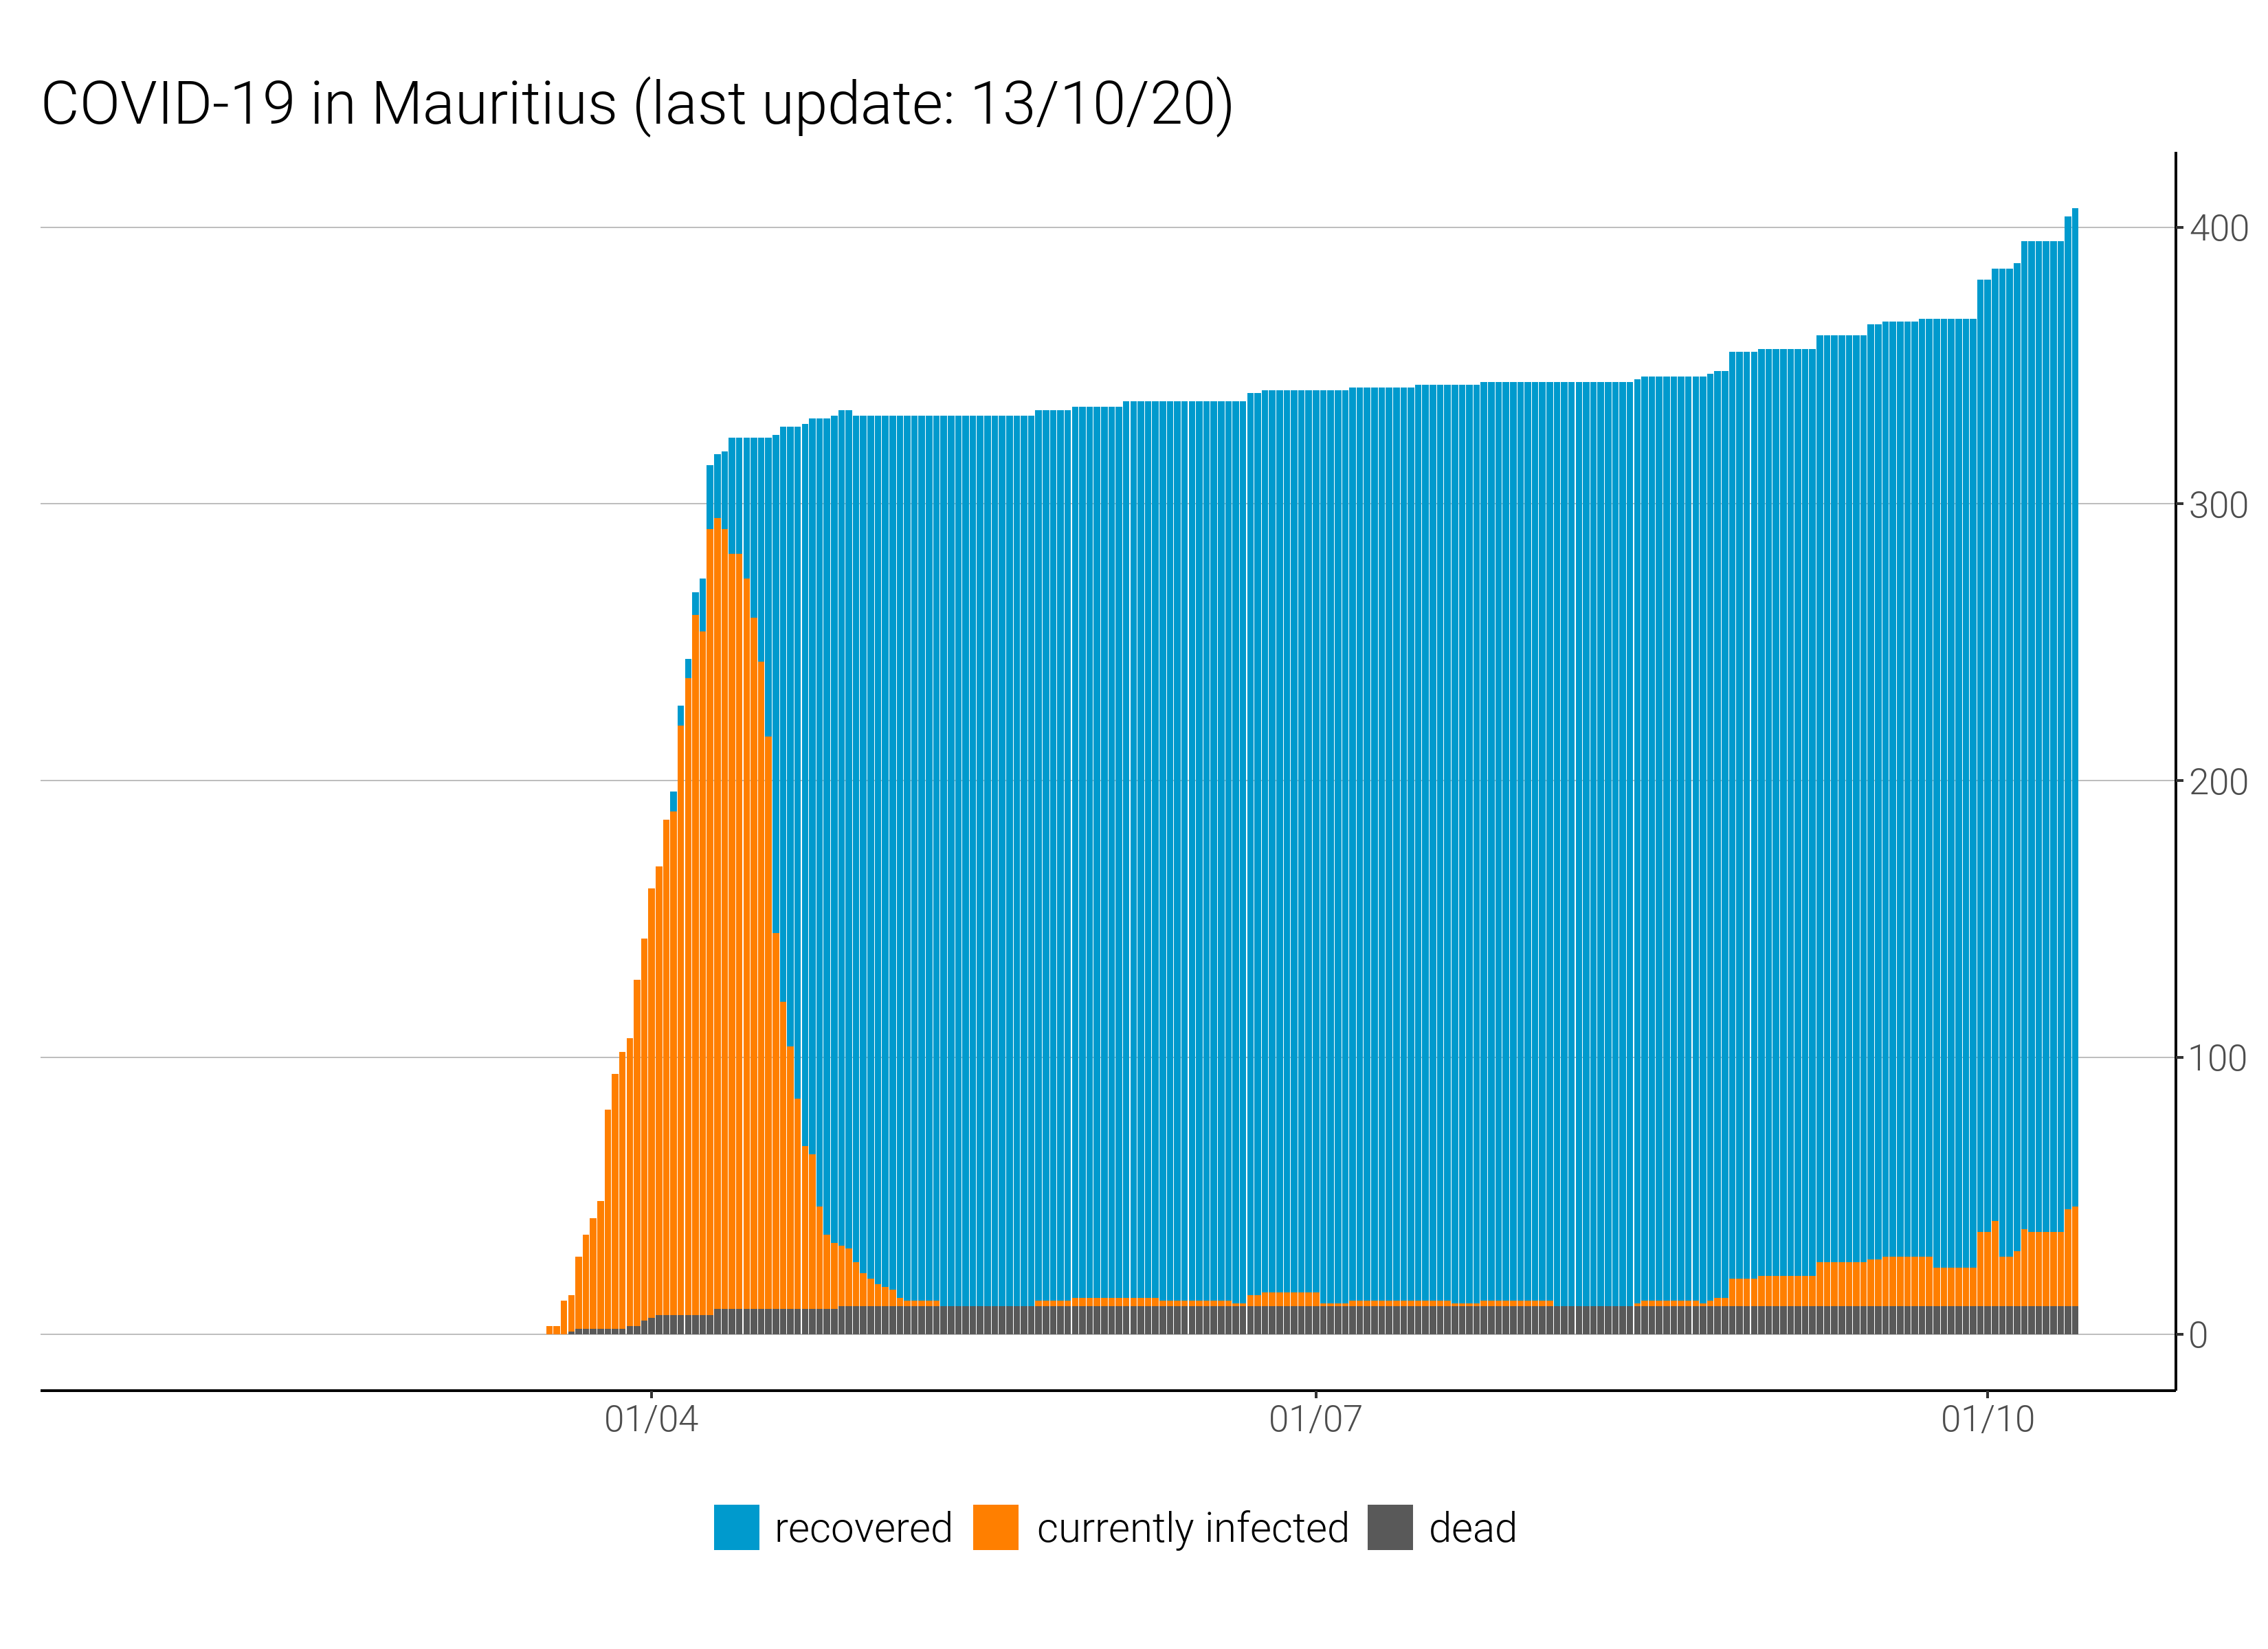 COVID-19 in Mauritius (last update: 13/10/20)
400
300
200
100
0
01/04 01/07 01/10
recovered currently infected dead